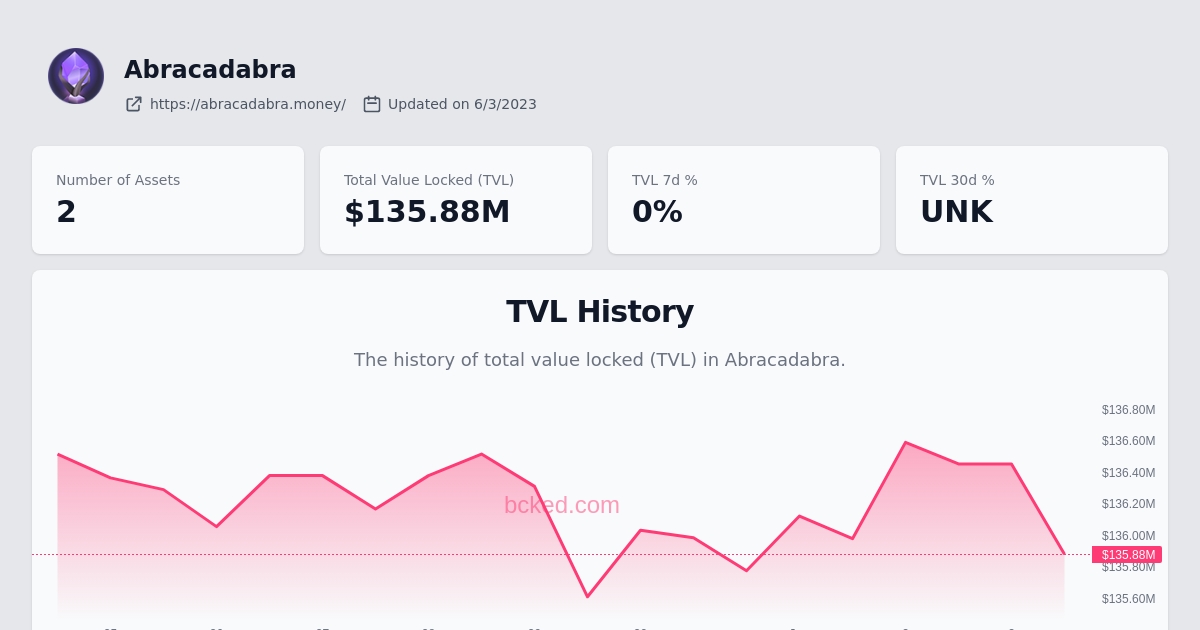 Abracadabra
https://abracadabra.money/ Updated on 6/3/2023
Number of Assets
2
Total Value Locked (TVL)
$135.88M
TVL 7d %
0%
TVL 30d %
UNK
TVL History
The history of total value locked (TVL) in Abracadabra.
bcked.com
$136.80M
$136.60M
$136.40M
$136.20M
$136.00M
$135.88M
$135.80M
$135.60M